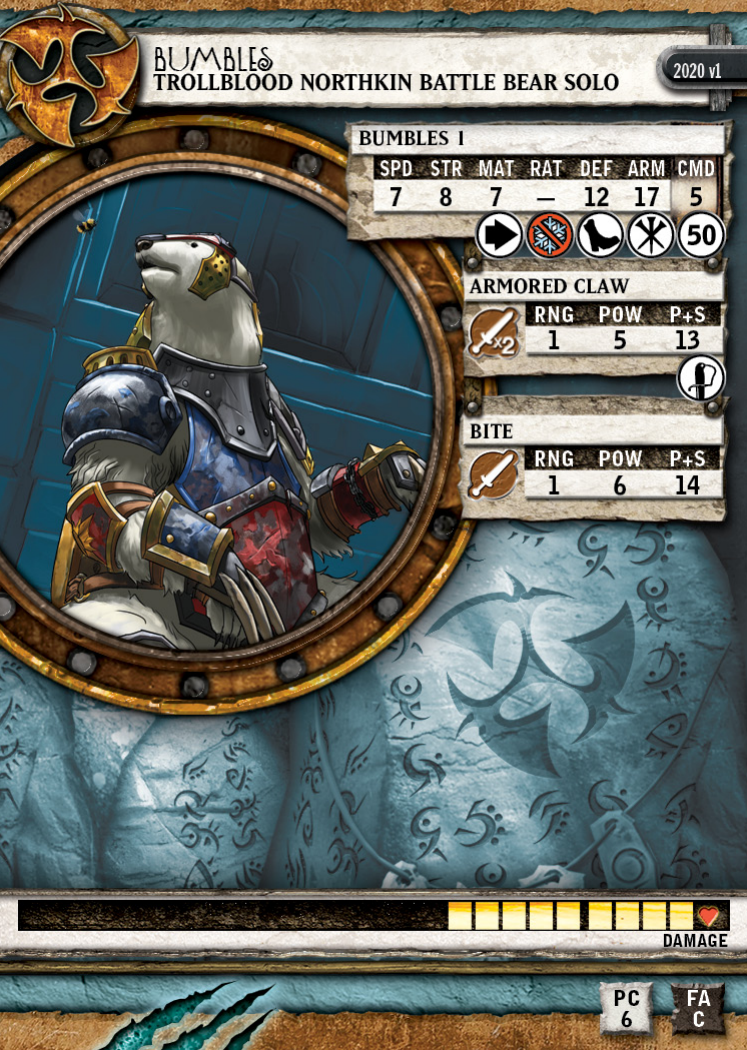 BUMBLES
TROLLBLOOD NORTHKIN BATTLE BEAR SOLO
2020 v1
BUMBLES 1
SPD STR MAT RAT DEF ARM CMD
7 8 7 — 12 17 5
50
ARMORED CLAW
RNG POW P+S
x2 1 5 13
BITE
RNG POW P+S
1 6 14
DAMAGE
PC FA
6 C